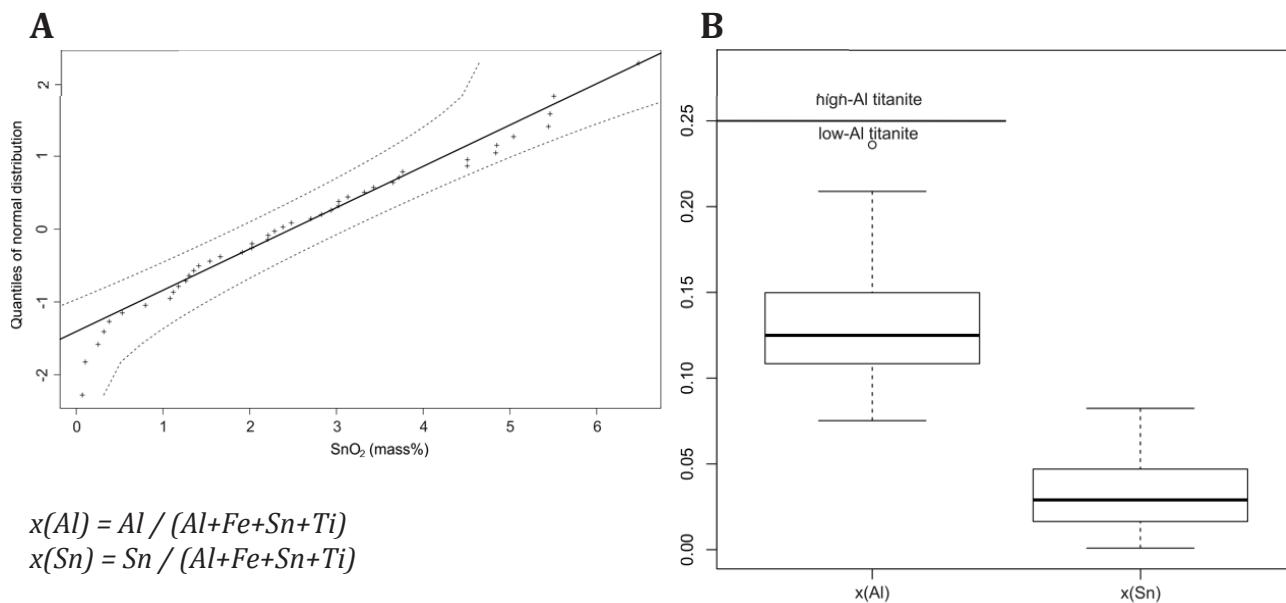 A
Quantiles of normal distribution
2
1
0
-1
-2
0 1 2 3 4 5 6
SnO₂ (mass%)
x(Al) = Al / (Al+Fe+Sn+Ti)
x(Sn) = Sn / (Al+Fe+Sn+Ti)
B
high-Al titanite
low-Al titanite
0.25
0.20
0.15
0.10
0.05
0.00
x(Al) x(Sn)